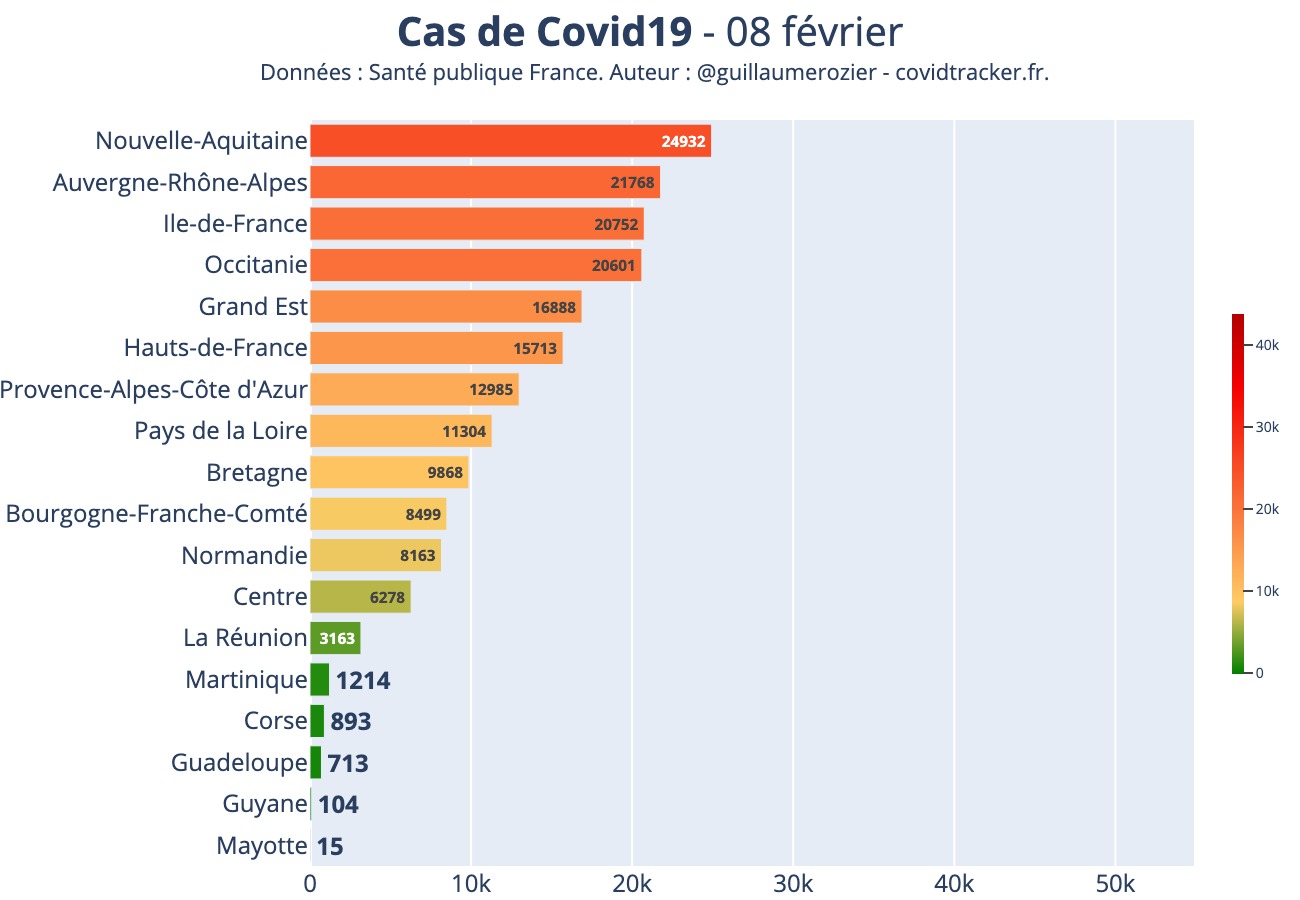 Cas de Covid19 - 08 février
Données : Santé publique France. Auteur : @guillaumerozier - covidtracker.fr.
Nouvelle-Aquitaine 24932
Auvergne-Rhône-Alpes 21768
Ile-de-France 20752
Occitanie 20601
Grand Est 16888
Hauts-de-France 15713
Provence-Alpes-Côte d'Azur 12985
Pays de la Loire 11304
Bretagne 9868
Bourgogne-Franche-Comté 8499
Normandie 8163
Centre 6278
La Réunion 3163
Martinique 1214
Corse 893
Guadeloupe 713
Guyane 104
Mayotte 15
0 10k 20k 30k 40k 50k
40k
30k
20k
10k
0